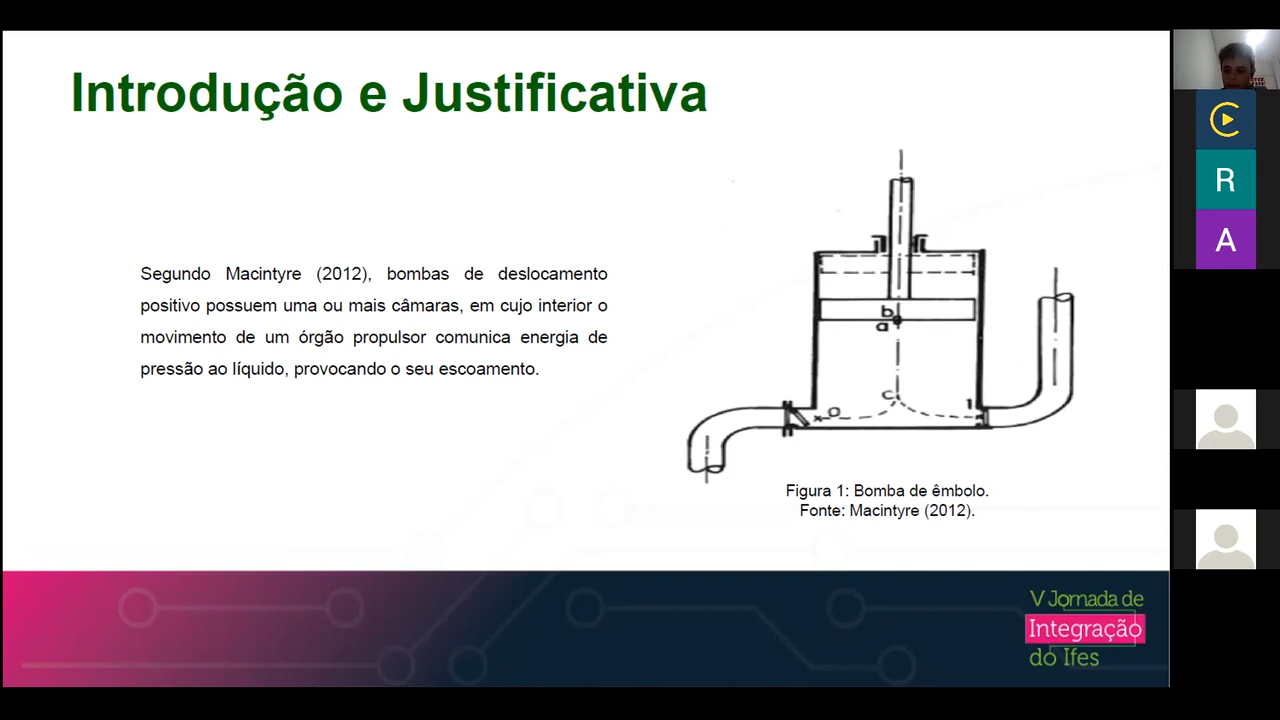 Introdução e Justificativa
Segundo Macintyre (2012), bombas de deslocamento
positivo possuem uma ou mais câmaras, em cujo interior o
movimento de um órgão propulsor comunica energia de
pressão ao líquido, provocando o seu escoamento.
b
a
c
o
1
Figura 1: Bomba de êmbolo.
Fonte: Macintyre (2012).
V Jornada de
Integração
do Ifes
R
A